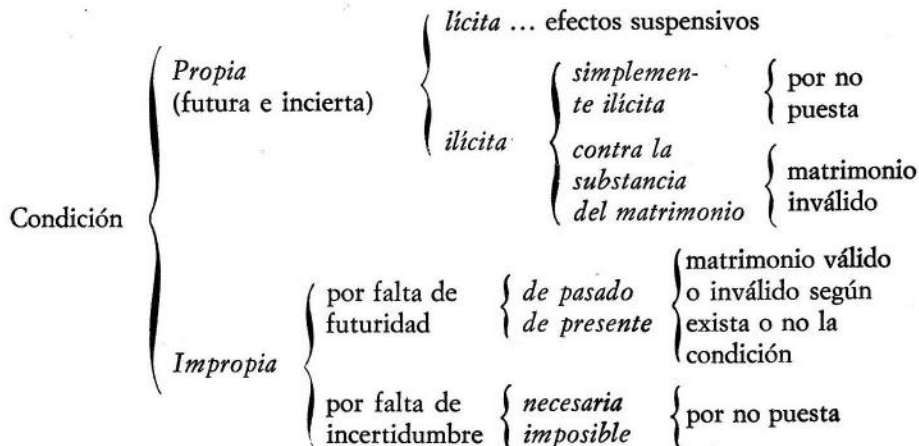 Condición
Propia
(futura e incierta)
lícita ... efectos suspensivos
ilícita
simplemen-
te ilícita
por no
puesta
contra la
substancia
del matrimonio
matrimonio
inválido
Impropia
por falta de
futuridad
de pasado
de presente
matrimonio válido
o inválido según
exista o no la
condición
por falta de
incertidumbre
necesaria
imposible
por no puesta